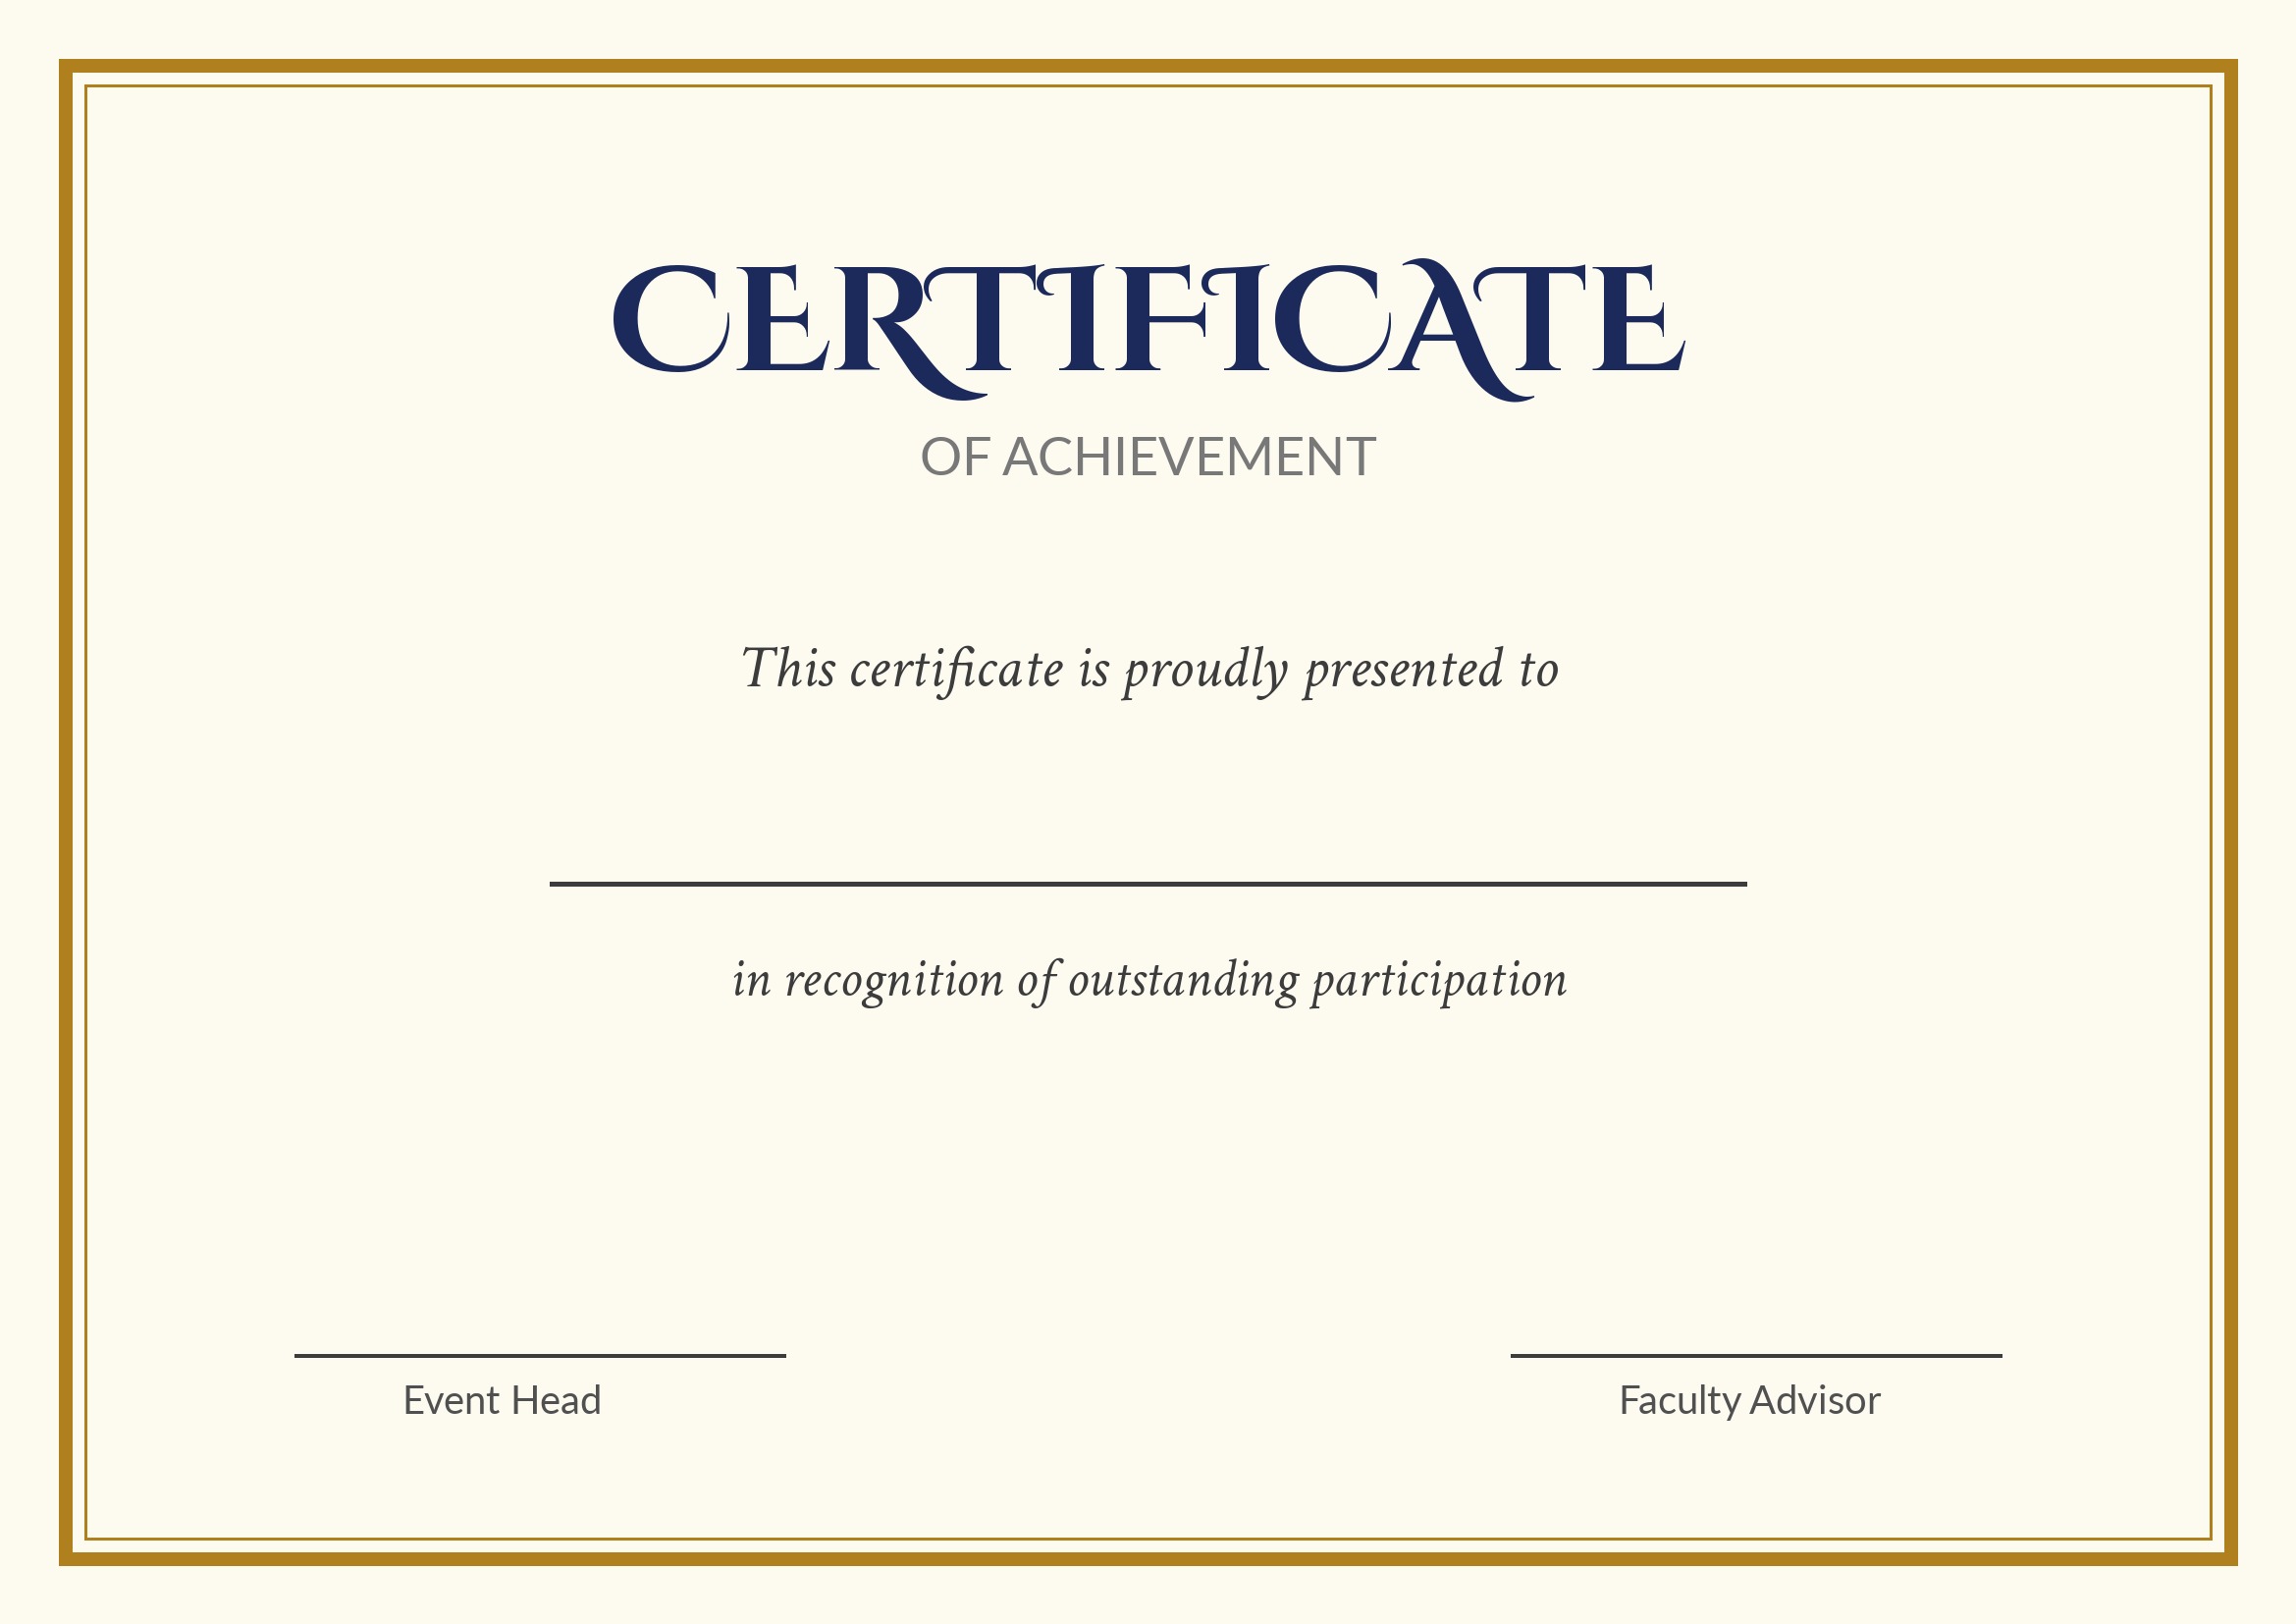 CERTIFICATE
OF ACHIEVEMENT
This certificate is proudly presented to
in recognition of outstanding participation
Event Head
Faculty Advisor